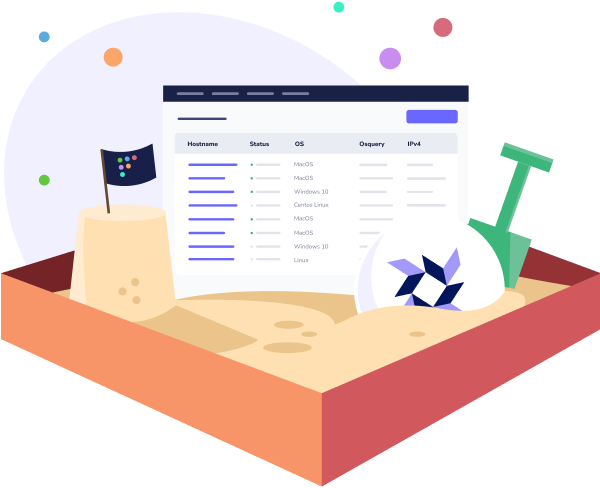 Hostname Status OS Osquery IPv4
MacOS
MacOS
Windows 10
Centos Linux
MacOS
MacOS
Windows 10
Linux